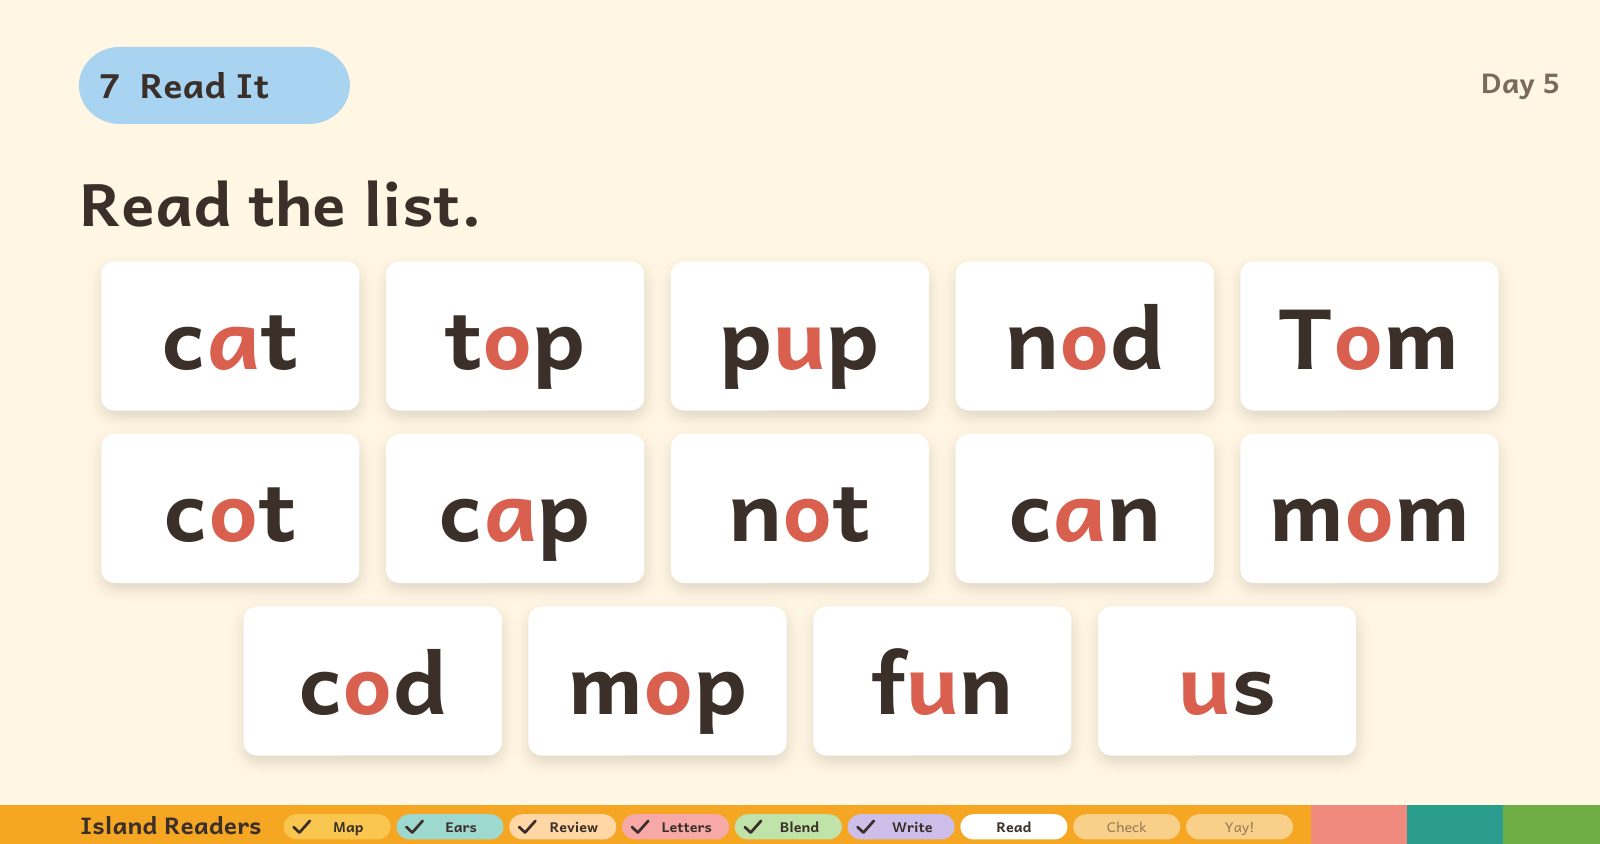 7 Read It
Day 5
Read the list.
cat top pup nod Tom
cot cap not can mom
cod mop fun us
Island Readers Map Ears Review Letters Blend Write Read Check Yay!